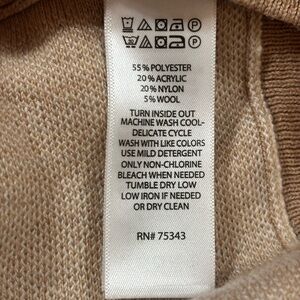 55% POLYESTER
20% ACRYLIC
20% NYLON
5% WOOL
TURN INSIDE OUT
MACHINE WASH COOL-
DELICATE CYCLE
WASH WITH LIKE COLORS
USE MILD DETERGENT
ONLY NON-CHLORINE
BLEACH WHEN NEEDED
TUMBLE DRY LOW
LOW IRON IF NEEDED
OR DRY CLEAN
RN# 75343